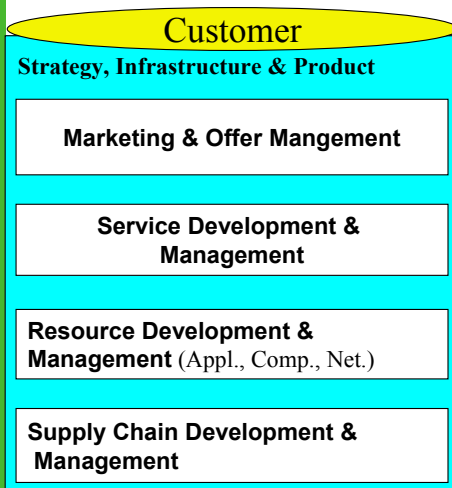 Customer
Strategy, Infrastructure & Product
Marketing & Offer Mangement
Service Development &
Management
Resource Development &
Management (Appl., Comp., Net.)
Supply Chain Development &
Management